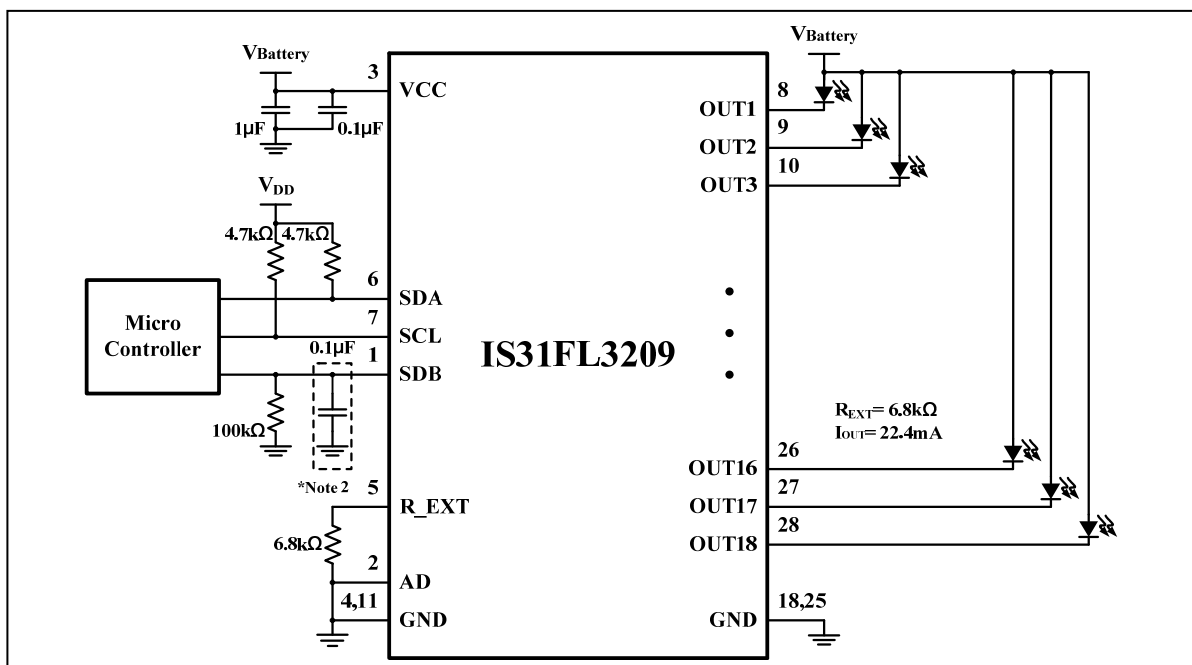 VBattery
3
VCC
1µF
0.1µF
VDD
4.7kΩ
4.7kΩ
Micro
Controller
6
SDA
7
SCL
0.1µF
1
SDB
100kΩ
*Note 2
5
R_EXT
6.8kΩ
2
AD
4,11
GND
IS31FL3209
VBattery
8
OUT1
9
OUT2
10
OUT3
REXT= 6.8kΩ
IOUT= 22.4mA
26
OUT16
27
OUT17
28
OUT18
18,25
GND